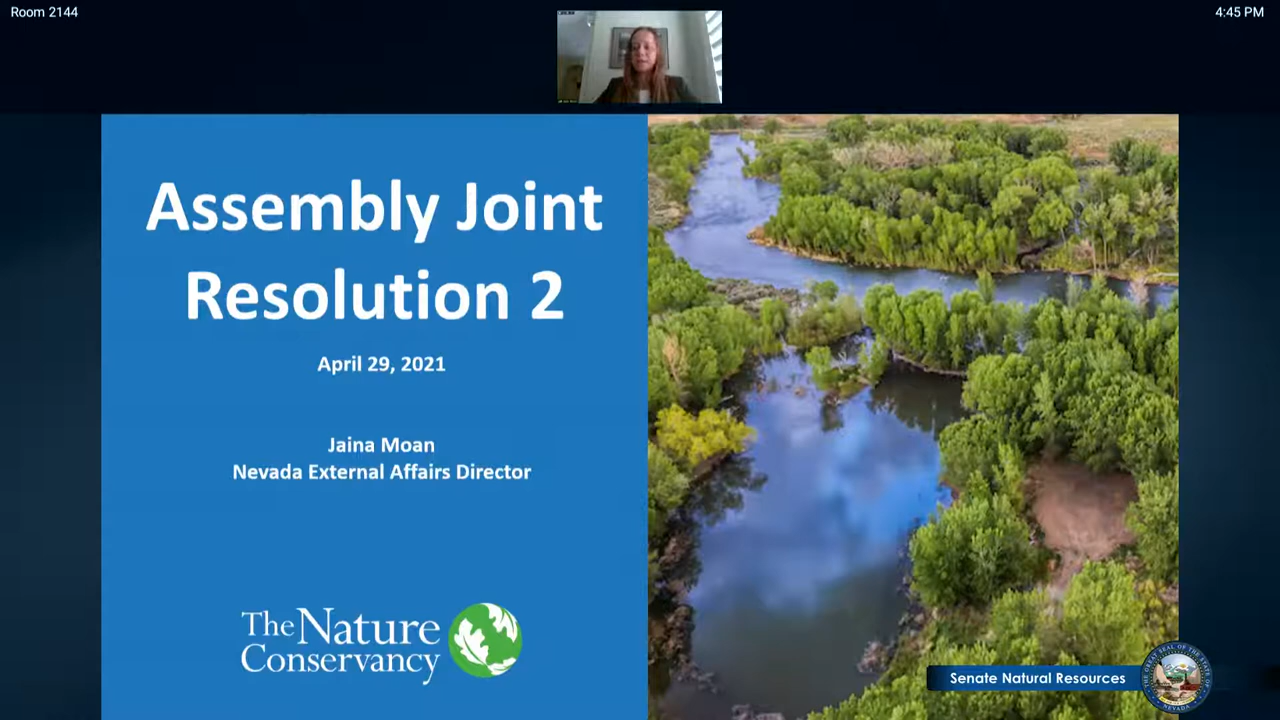 Room 2144
4:45 PM
Assembly Joint
Resolution 2
April 29, 2021
Jaina Moan
Nevada External Affairs Director
The Nature
Conservancy
Senate Natural Resources